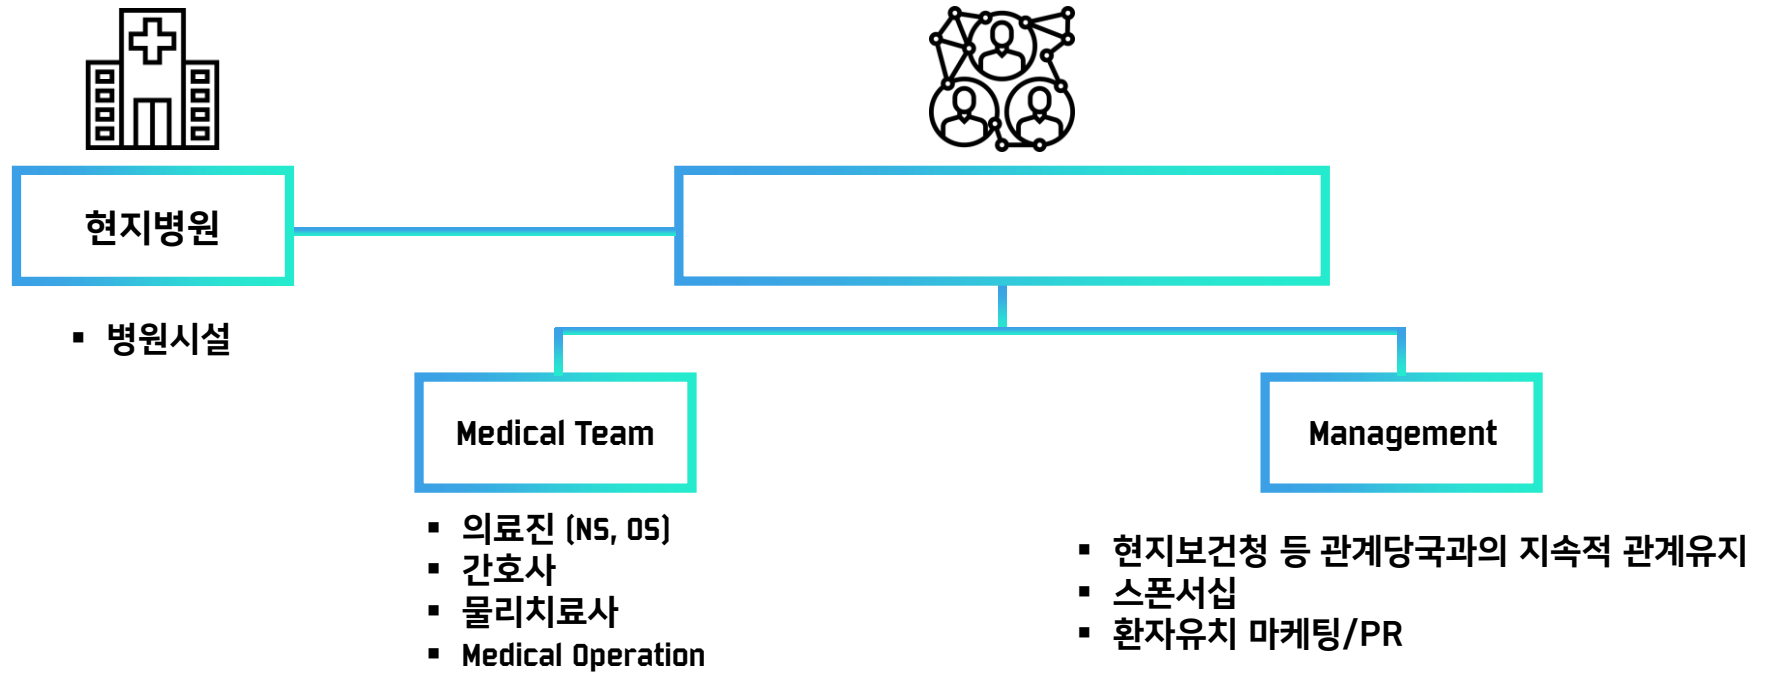 현지병원
▪ 병원시설
Medical Team
▪ 의료진 (NS, OS)
▪ 간호사
▪ 물리치료사
▪ Medical Operation
Management
▪ 현지보건청 등 관계당국과의 지속적 관계유지
▪ 스폰서십
▪ 환자유치 마케팅/PR